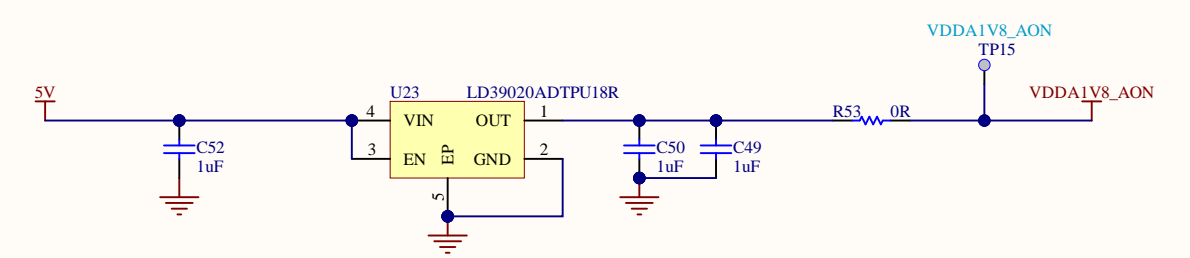 VDDA1V8_AON
TP15
5V
U23
LD39020ADTPU18R
VDDA1V8_AON
4
VIN
OUT
1
R53
0R
C52
1uF
3
EN
EP
GND
2
C50
1uF
C49
1uF
5